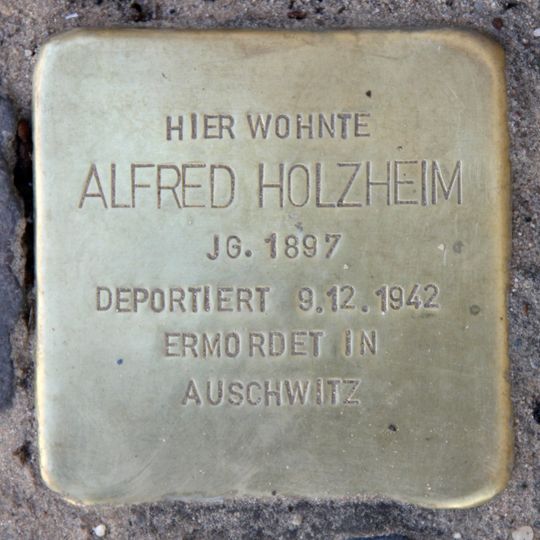 HIER WOHNTE
ALFRED HOLZHEIM
JG. 1897
DEPORTIERT 9.12.1942
ERMORDET IN
AUSCHWITZ